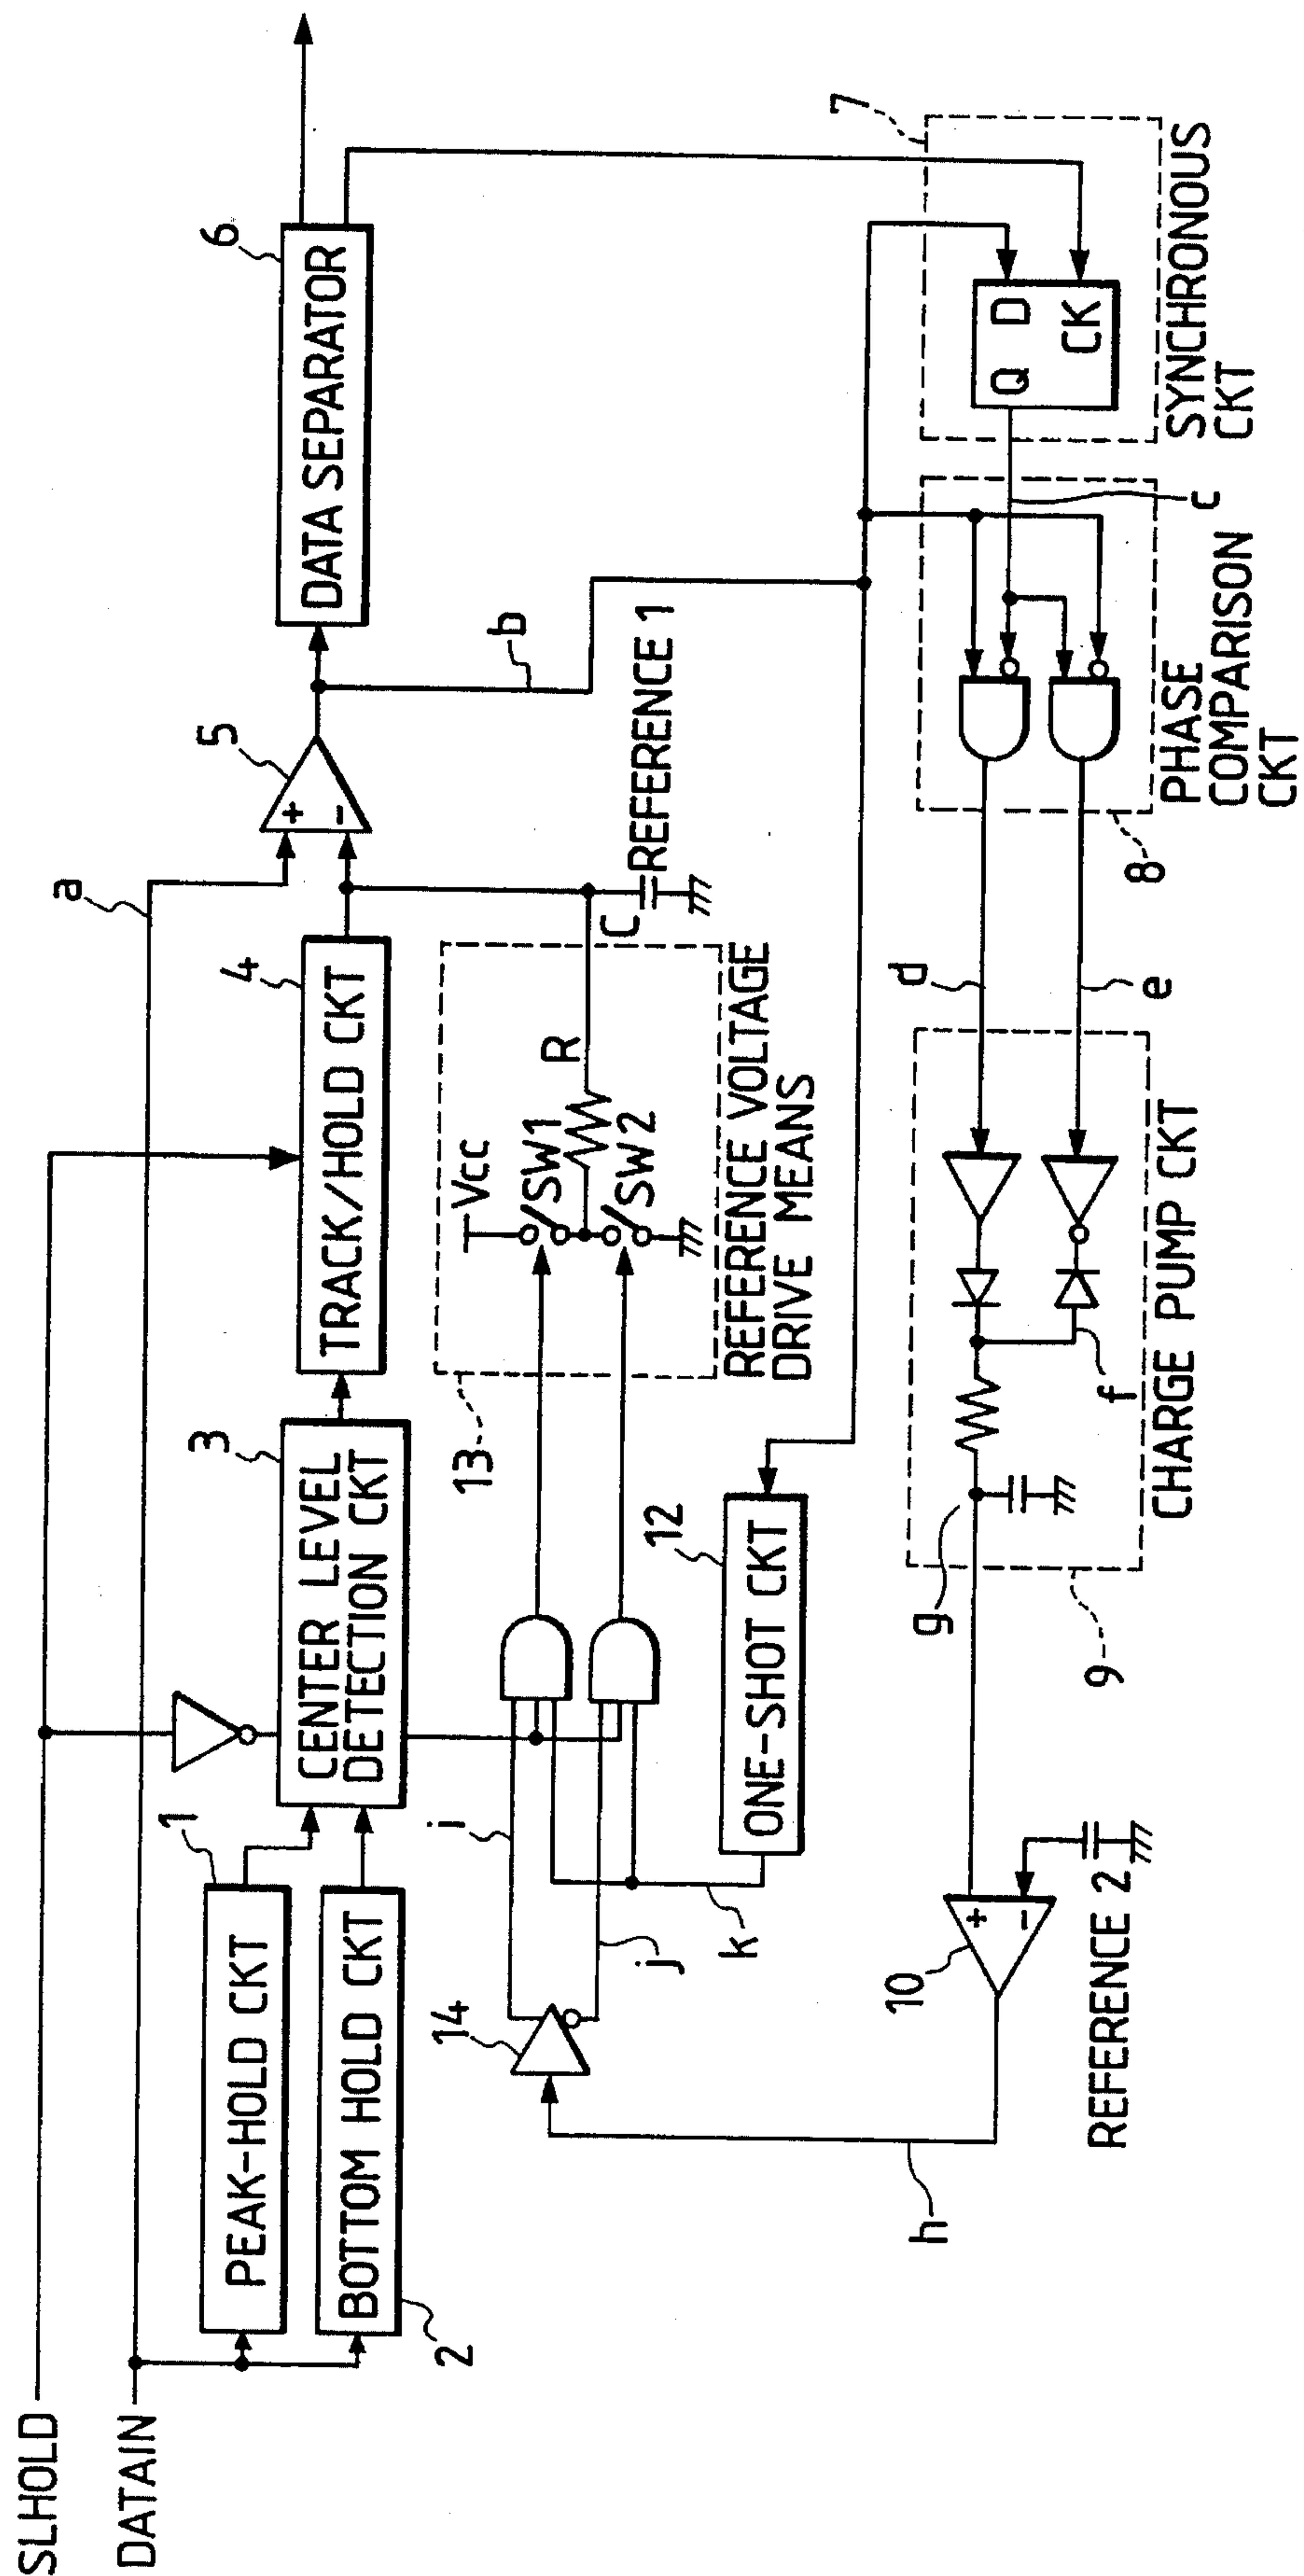 SLHOLD
DATAIN
a
1
PEAK-HOLD CKT
2
BOTTOM HOLD CKT
3
CENTER LEVEL
DETECTION CKT
4
TRACK/HOLD CKT
5
+
-
6
DATA SEPARATOR
b
REFERENCE 1
C
R
Vcc
SW1
SW2
13
REFERENCE VOLTAGE
DRIVE MEANS
i
j
k
14
12
ONE-SHOT CKT
h
10
+
-
REFERENCE 2
g
f
9
CHARGE PUMP CKT
d
e
8
PHASE
COMPARISON
CKT
c
7
Q D
CK
SYNCHRONOUS
CKT